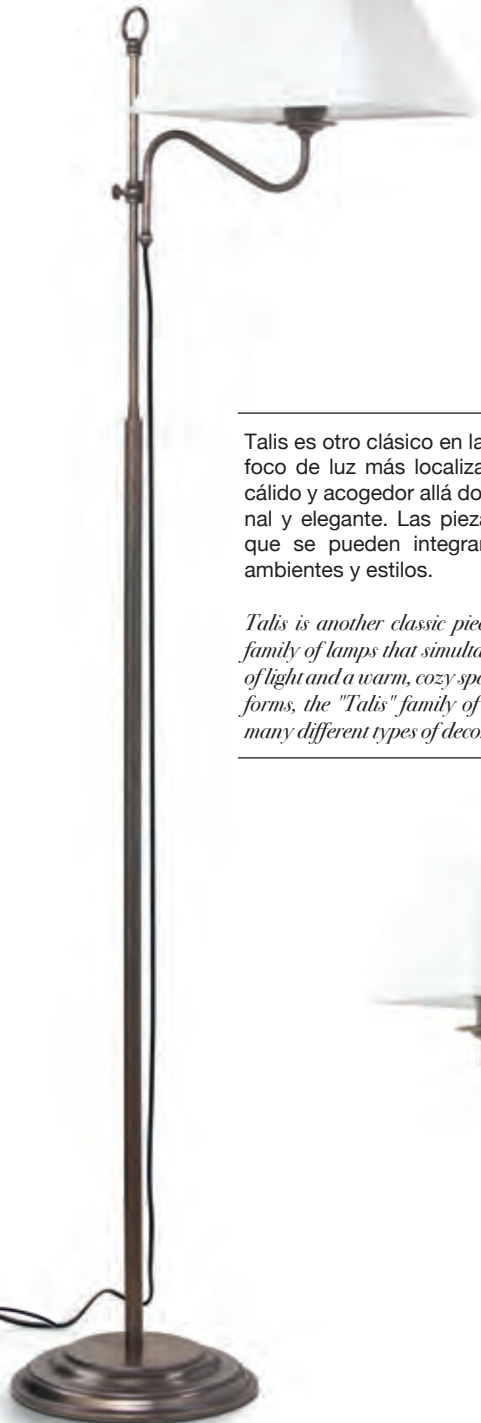 Talis es otro clásico en la
foco de luz más localiza
cálido y acogedor allá do
nal y elegante. Las pieza
que se pueden integrar
ambientes y estilos.
Talis is another classic piec
family of lamps that simulta
of light and a warm, cozy spa
forms, the "Talis" family of
many different types of deco